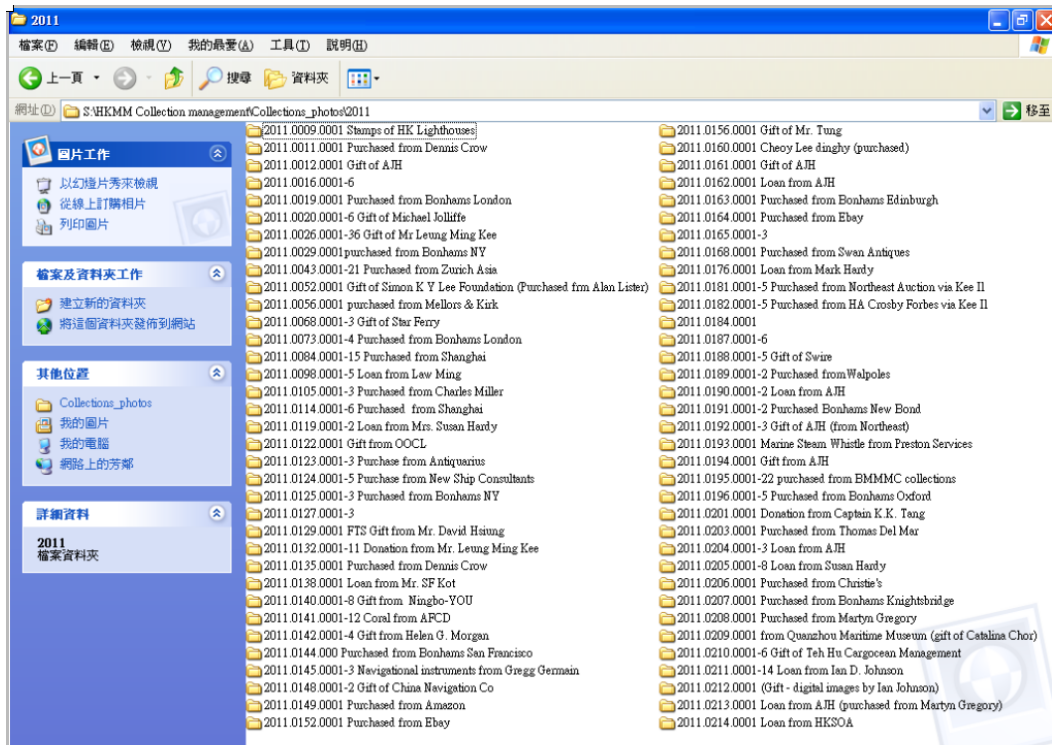 2011
檔案(F) 編輯(E) 檢視(V) 我的最愛(A) 工具(T) 說明(H)
上一頁 搜尋 資料夾
網址(D) S:\HKMM Collection management\Collections_photos\2011 移至
圖片工作
以幻燈片秀來檢視
從線上訂購相片
列印圖片
檔案及資料夾工作
建立新的資料夾
將這個資料夾發佈到網站
其他位置
Collections_photos
我的圖片
我的電腦
網路上的芳鄰
詳細資料
2011
檔案資料夾
2011.0009.0001 Stamps of HK Lighthouses
2011.0011.0001 Purchased from Dennis Crow
2011.0012.0001 Gift of AJH
2011.0016.0001-6
2011.0019.0001 Purchased from Bonhams London
2011.0020.0001-6 Gift of Michael Jolliffe
2011.0026.0001-36 Gift of Mr Leung Ming Kee
2011.0029.0001purchased from Bonhams NY
2011.0043.0001-21 Purchased from Zurich Asia
2011.0052.0001 Gift of Simon K Y Lee Foundation (Purchased frm Alan Lister)
2011.0056.0001 purchased from Mellors & Kirk
2011.0068.0001-3 Gift of Star Ferry
2011.0073.0001-4 Purchased from Bonhams London
2011.0084.0001-15 Purchased from Shanghai
2011.0098.0001-5 Loan from Law Ming
2011.0105.0001-3 Purchased from Charles Miller
2011.0114.0001-6 Purchased  from Shanghai
2011.0119.0001-2 Loan from Mrs. Susan Hardy
2011.0122.0001 Gift from OOCL
2011.0123.0001-3 Purchase from Antiquarius
2011.0124.0001-5 Purchase from New Ship Consultants
2011.0125.0001-3 Purchased from Bonhams NY
2011.0127.0001-3
2011.0129.0001 FTS Gift from Mr. David Hsiung
2011.0132.0001-11 Donation from Mr. Leung Ming Kee
2011.0135.0001 Purchased from Dennis Crow
2011.0138.0001 Loan from Mr. SF Kot
2011.0140.0001-8 Gift from  Ningbo-YOU
2011.0141.0001-12 Coral from AFCD
2011.0142.0001-4 Gift from Helen G. Morgan
2011.0144.000 Purchased from Bonhams San Francisco
2011.0145.0001-3 Navigational instruments from Gregg Germain
2011.0148.0001-2 Gift of China Navigation Co
2011.0149.0001 Purchased from Amazon
2011.0152.0001 Purchased from Ebay
2011.0156.0001 Gift of Mr. Tung
2011.0160.0001 Cheoy Lee dinghy (purchased)
2011.0161.0001 Gift of AJH
2011.0162.0001 Loan from AJH
2011.0163.0001 Purchased from Bonhams Edinburgh
2011.0164.0001 Purchased from Ebay
2011.0165.0001-3
2011.0168.0001 Purchased from Swan Antiques
2011.0176.0001 Loan from Mark Hardy
2011.0181.0001-5 Purchased from Northeast Auction via Kee Il
2011.0182.0001-5 Purchased from HA Crosby Forbes via Kee Il
2011.0184.0001
2011.0187.0001-6
2011.0188.0001-5 Gift of Swire
2011.0189.0001-2 Purchased fromWalpoles
2011.0190.0001-2 Loan from AJH
2011.0191.0001-2 Purchased Bonhams New Bond
2011.0192.0001-3 Gift of AJH (from Northeast)
2011.0193.0001 Marine Steam Whistle from Preston Services
2011.0194.0001 Gift from AJH
2011.0195.0001-22 purchased from BMMMC collections
2011.0196.0001-5 Purchased from Bonhams Oxford
2011.0201.0001 Donation from Captain K.K. Tang
2011.0203.0001 Purchased from Thomas Del Mar
2011.0204.0001-3 Loan from AJH
2011.0205.0001-8 Loan from Susan Hardy
2011.0206.0001 Purchased from Christie's
2011.0207.0001 Purchased from Bonhams Knightsbridge
2011.0208.0001 Purchased from Martyn Gregory
2011.0209.0001 from Quanzhou Maritime Museum (gift of Catalina Chor)
2011.0210.0001-6 Gift of Teh Hu Cargocean Management
2011.0211.0001-14 Loan from Ian D. Johnson
2011.0212.0001 (Gift - digital images by Ian Johnson)
2011.0213.0001 Loan from AJH (purchased from Martyn Gregory)
2011.0214.0001 Loan from HKSOA